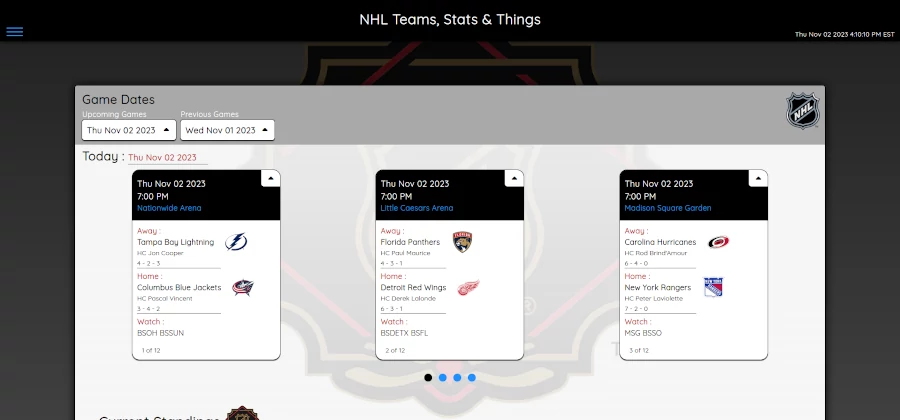 NHL Teams, Stats & Things
Thu Nov 02 2023 4:10:10 PM EST
Game Dates
Upcoming Games
Previous Games
Thu Nov 02 2023
Wed Nov 01 2023
NHL
Today : Thu Nov 02 2023
Thu Nov 02 2023
7:00 PM
Nationwide Arena
Away :
Tampa Bay Lightning
HC Jon Cooper
4 - 2 - 3
Home :
Columbus Blue Jackets
HC Pascal Vincent
3 - 4 - 2
Watch :
BSOH BSSUN
1 of 12
Thu Nov 02 2023
7:00 PM
Little Caesars Arena
Away :
Florida Panthers
HC Paul Maurice
4 - 3 - 1
Home :
Detroit Red Wings
HC Derek Lalonde
6 - 3 - 1
Watch :
BSDETX BSFL
2 of 12
Thu Nov 02 2023
7:00 PM
Madison Square Garden
Away :
Carolina Hurricanes
HC Rod Brind'Amour
6 - 4 - 0
Home :
New York Rangers
HC Peter Laviolette
7 - 2 - 0
Watch :
MSG BSSO
3 of 12
Current Standings